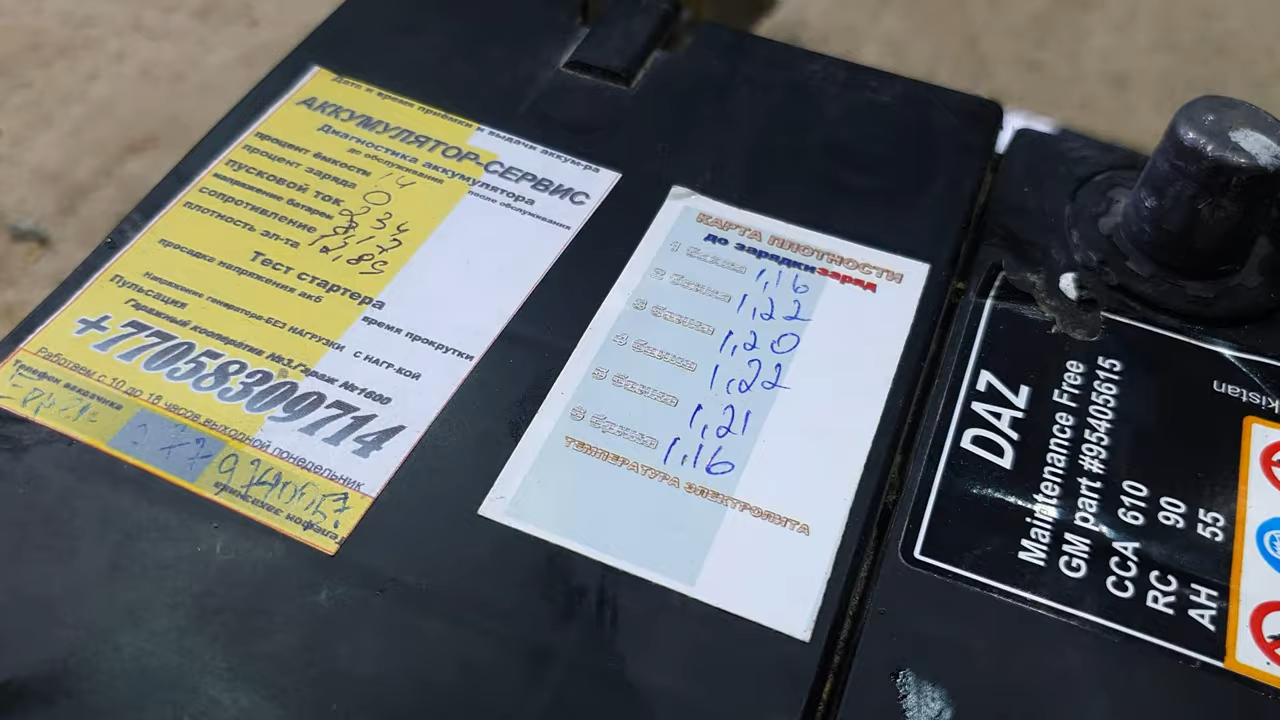 Дата и время приёмки и выдачи аккум-ра
АККУМУЛЯТОР-СЕРВИС
Диагностика аккумулятора
до обслуживания после обслуживания
процент ёмкости 14
процент заряда 0
пусковой ток 234
напряжение батареи
сопротивление
плотность эл-та
Тест стартера
просадка напряжения акб время прокрутки
Напряжение генератора-БЕЗ НАГРУЗКИ с НАГР-КОЙ
Пульсация
Гаражный кооператив №3.Гараж №1600
+77058309714
Работаем с 10 до 18 часов.выходной понедельник
телефон заказчика
КАРТА ПЛОТНОСТИ
до зарядки заряд
1 банка 1,16
2 банка 1,22
3 банка 1,20
4 банка 1,22
5 банка 1,21
6 банка 1,16
ТЕМПЕРАТУРА ЭЛЕКТРОЛИТА
DAZ
Maintenance Free
GM part #95405615
CCA 610
RC 90
AH 55
kistan